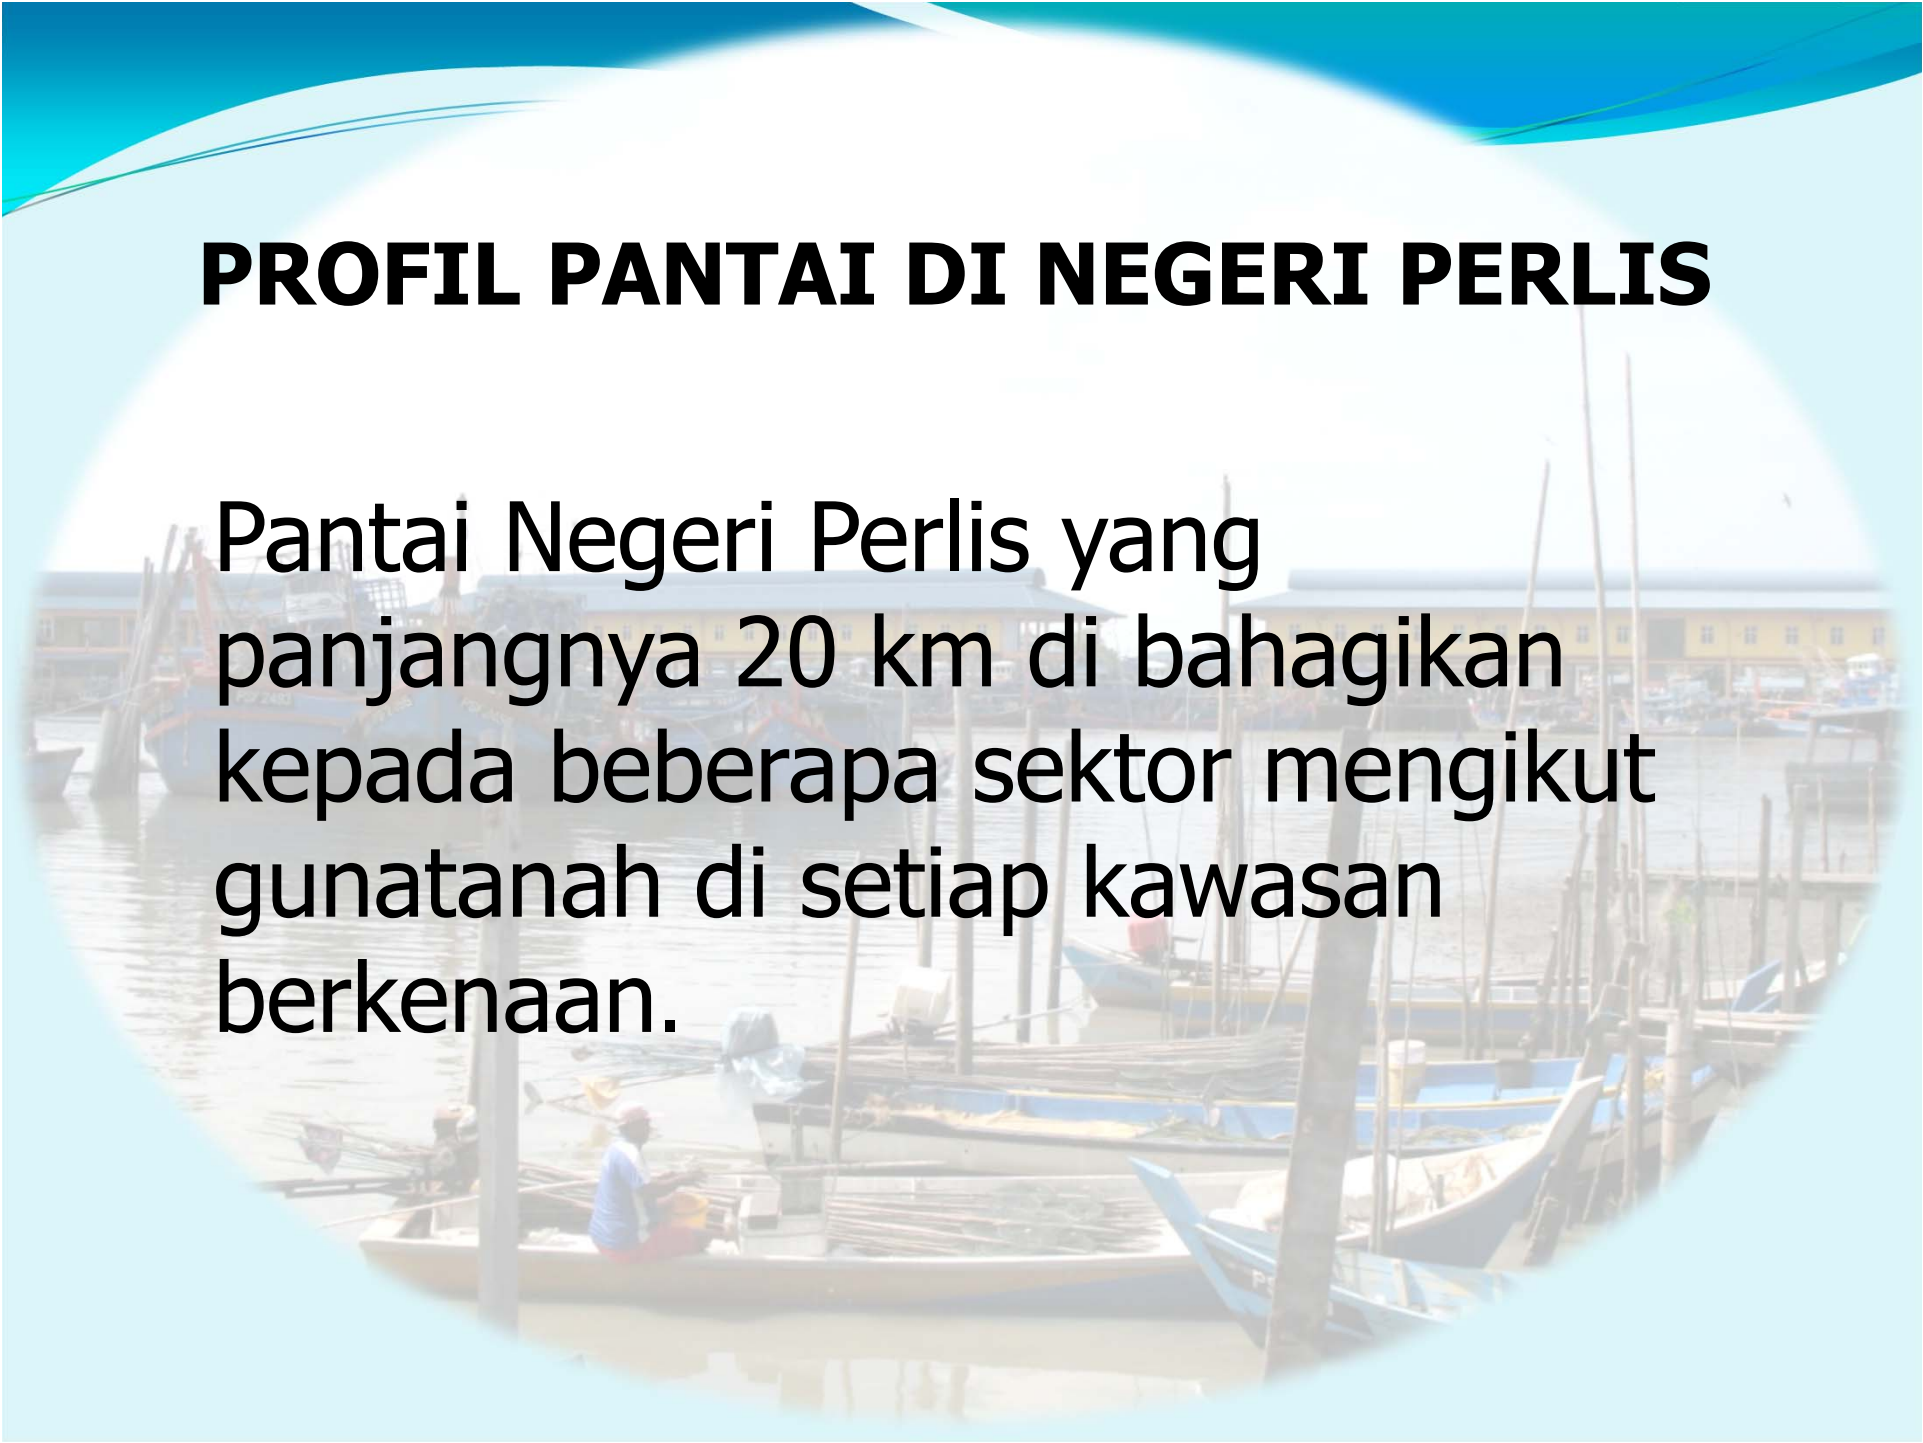 PROFIL PANTAI DI NEGERI PERLIS
Pantai Negeri Perlis yang
panjangnya 20 km di bahagikan
kepada beberapa sektor mengikut
gunatanah di setiap kawasan
berkenaan.